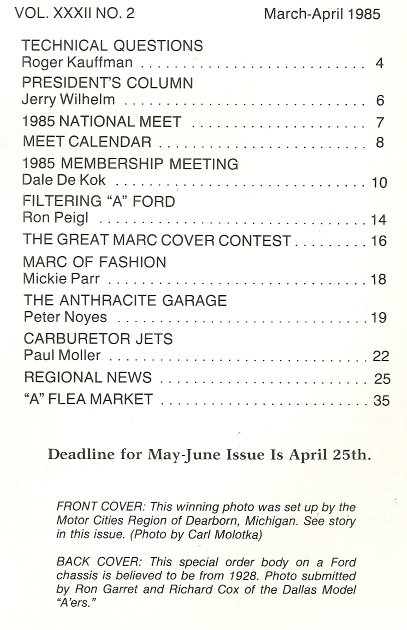 VOL. XXXII NO. 2 March-April 1985
TECHNICAL QUESTIONS
Roger Kauffman . . . . . . . . . . . . . . . . . . . . . . . . 4
PRESIDENT'S COLUMN
Jerry Wilhelm . . . . . . . . . . . . . . . . . . . . . . . . . 6
1985 NATIONAL MEET . . . . . . . . . . . . . . . . . . 7
MEET CALENDAR . . . . . . . . . . . . . . . . . . . . . . 8
1985 MEMBERSHIP MEETING
Dale De Kok . . . . . . . . . . . . . . . . . . . . . . . . . 10
FILTERING "A" FORD
Ron Peigl . . . . . . . . . . . . . . . . . . . . . . . . . . . 14
THE GREAT MARC COVER CONTEST . . . . . . . . 16
MARC OF FASHION
Mickie Parr . . . . . . . . . . . . . . . . . . . . . . . . . . 18
THE ANTHRACITE GARAGE
Peter Noyes . . . . . . . . . . . . . . . . . . . . . . . . . . 19
CARBURETOR JETS
Paul Moller . . . . . . . . . . . . . . . . . . . . . . . . . . 22
REGIONAL NEWS . . . . . . . . . . . . . . . . . . . . . 25
"A" FLEA MARKET . . . . . . . . . . . . . . . . . . . . . 35
Deadline for May-June Issue Is April 25th.
FRONT COVER: This winning photo was set up by the
Motor Cities Region of Dearborn, Michigan. See story
in this issue. (Photo by Carl Molotka)
BACK COVER: This special order body on a Ford
chassis is believed to be from 1928. Photo submitted
by Ron Garret and Richard Cox of the Dallas Model
"A'ers."